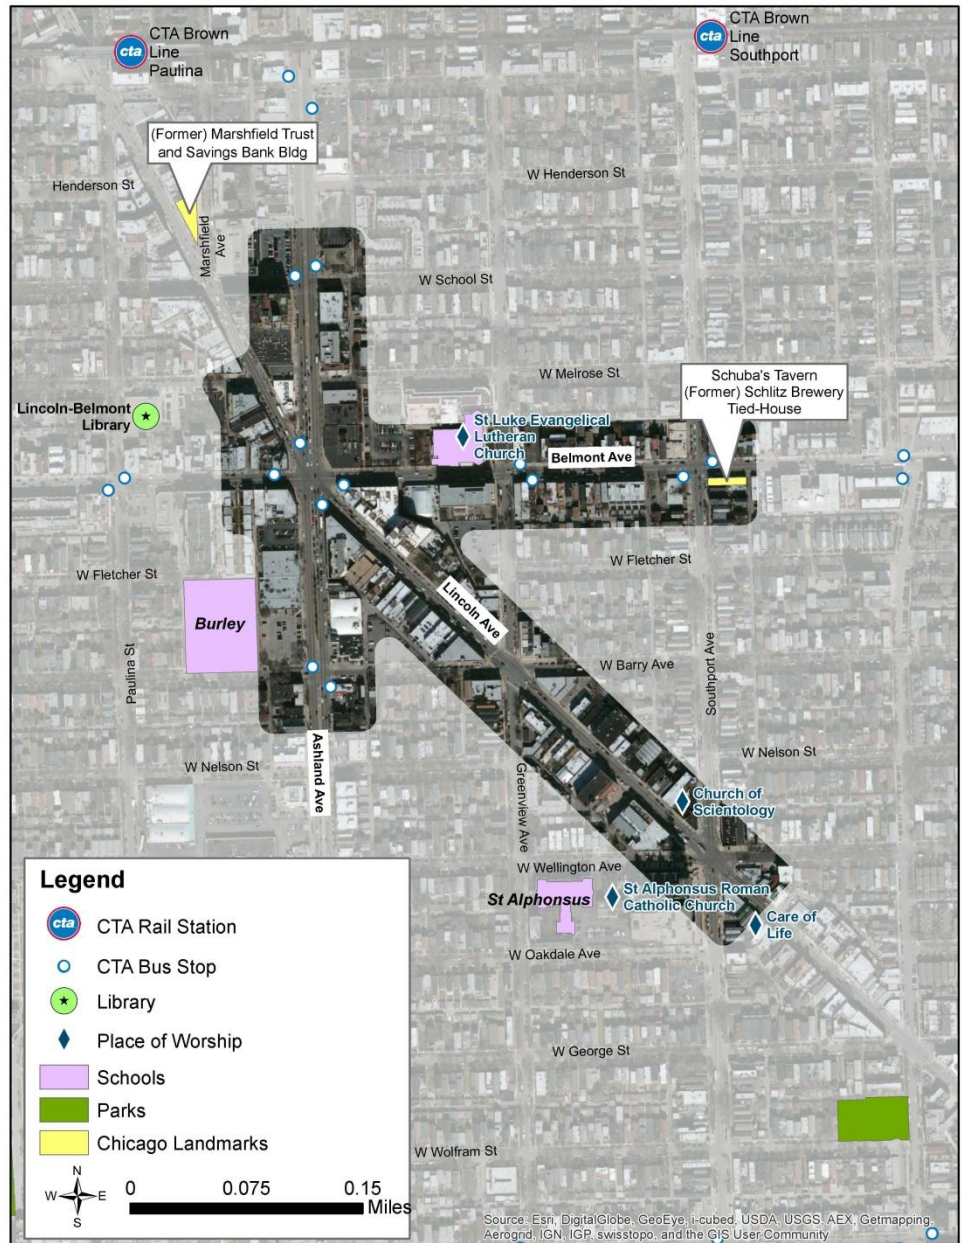 cta
CTA Brown
Line
Paulina
cta
CTA Brown
Line
Southport
(Former) Marshfield Trust
and Savings Bank Bldg
Henderson St
W Henderson St
Marshfield
Ave
W School St
W Melrose St
Schuba's Tavern
(Former) Schlitz Brewery
Tied-House
Lincoln-Belmont
Library
St Luke Evangelical
Lutheran
Church
Belmont Ave
W Fletcher St
W Fletcher St
Burley
Lincoln Ave
Paulina St
W Barry Ave
Southport Ave
W Nelson St
W Nelson St
Ashland Ave
Greenview Ave
Church of
Scientology
W Wellington Ave
St Alphonsus
St Alphonsus Roman
Catholic Church
Care of
Life
W Oakdale Ave
W George St
W Wolfram St
Legend
cta
CTA Rail Station
CTA Bus Stop
Library
Place of Worship
Schools
Parks
Chicago Landmarks
N
W
E
S
0 0.075 0.15
Miles
Source: Esri, DigitalGlobe, GeoEye, i-cubed, USDA, USGS, AEX, Getmapping,
Aerogrid, IGN, IGP, swisstopo, and the GIS User Community